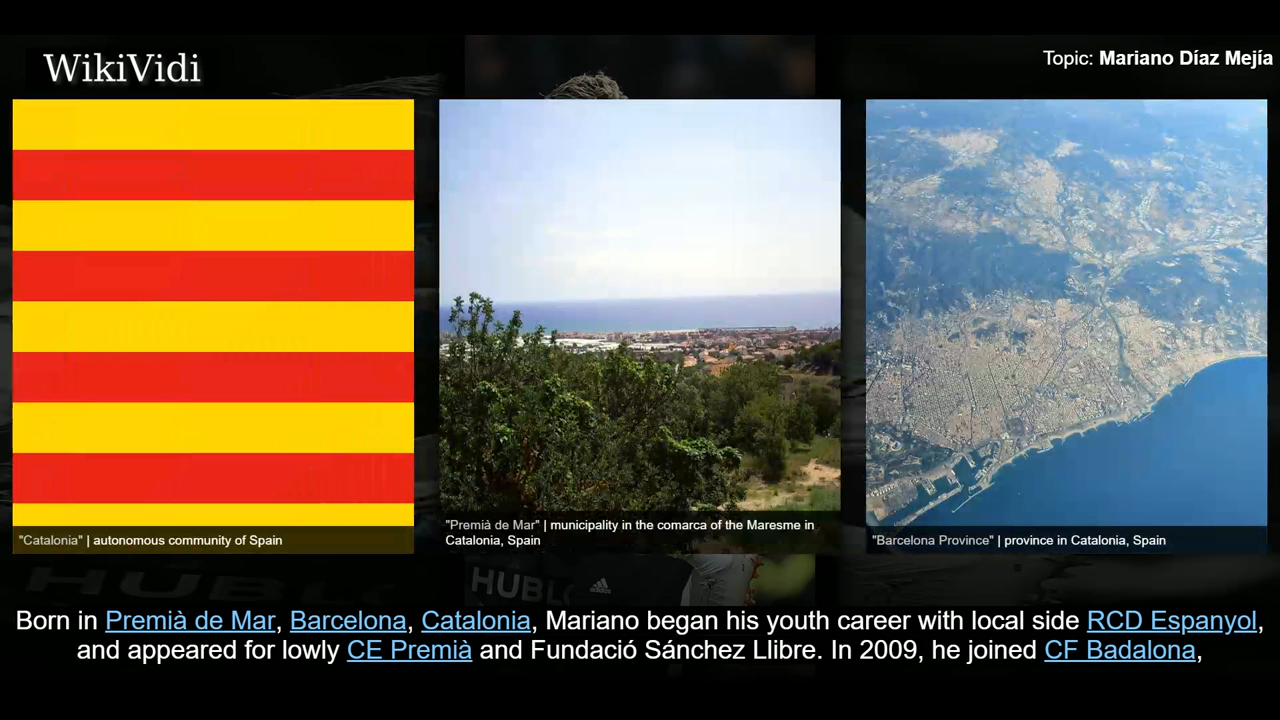 WikiVidi
Topic: Mariano Díaz Mejía
"Catalonia" | autonomous community of Spain
"Premià de Mar" | municipality in the comarca of the Maresme in
Catalonia, Spain
"Barcelona Province" | province in Catalonia, Spain
HUBLO
HUBLO
adidas
Born in Premià de Mar, Barcelona, Catalonia, Mariano began his youth career with local side RCD Espanyol,
and appeared for lowly CE Premià and Fundació Sánchez Llibre. In 2009, he joined CF Badalona,